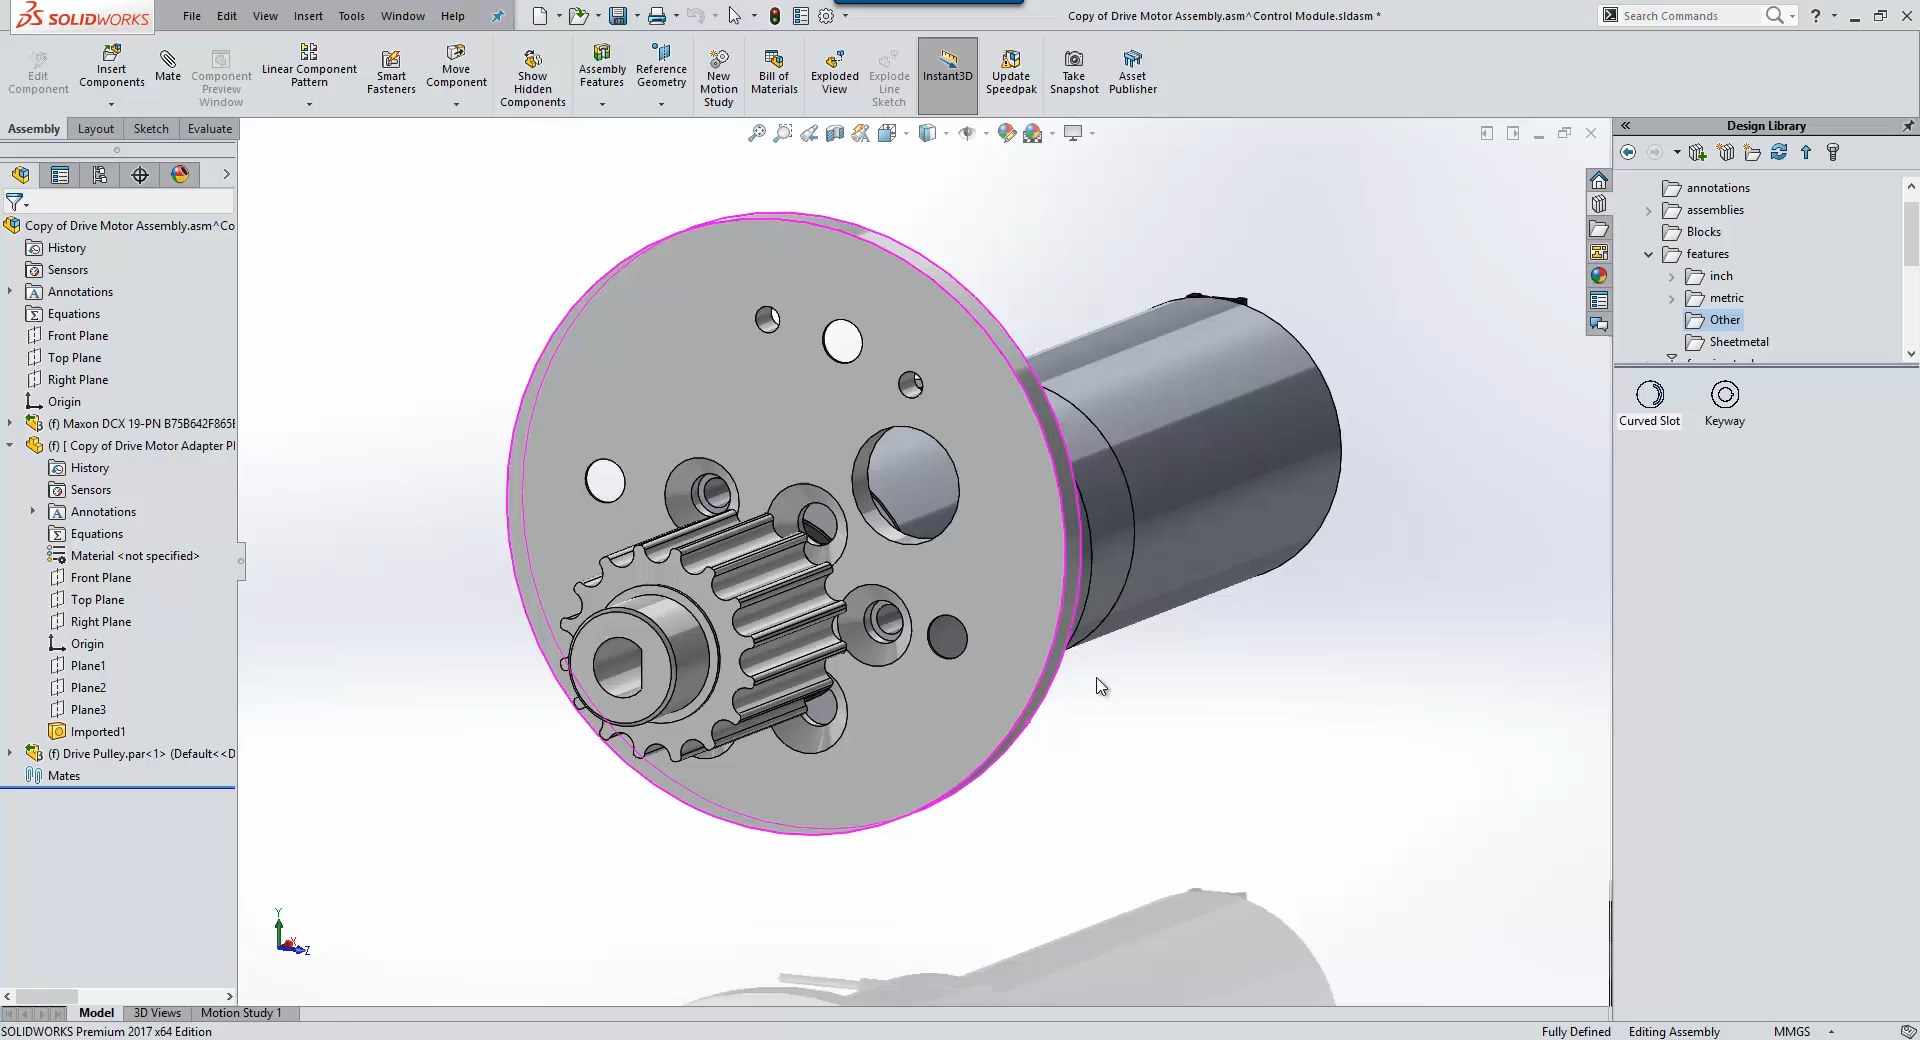 SOLIDWORKS File Edit View Insert Tools Window Help Copy of Drive Motor Assembly.asm^Control Module.sldasm * Search Commands ?
Edit Component
Insert Components
Mate
Component Preview Window
Linear Component Pattern
Smart Fasteners
Move Component
Show Hidden Components
Assembly Features
Reference Geometry
New Motion Study
Bill of Materials
Exploded View
Explode Line Sketch
Instant3D
Update Speedpak
Take Snapshot
Asset Publisher
Assembly Layout Sketch Evaluate
Copy of Drive Motor Assembly.asm^Co
History
Sensors
Annotations
Equations
Front Plane
Top Plane
Right Plane
Origin
(f) Maxon DCX 19-PN B75B642F865E
(f) [ Copy of Drive Motor Adapter Pl
History
Sensors
Annotations
Equations
Material <not specified>
Front Plane
Top Plane
Right Plane
Origin
Plane1
Plane2
Plane3
Imported1
(f) Drive Pulley.par<1> (Default<<D
Mates
Y
X
Z
Design Library
annotations
assemblies
Blocks
features
inch
metric
Other
Sheetmetal
Curved Slot Keyway
Model 3D Views Motion Study 1
SOLIDWORKS Premium 2017 x64 Edition Fully Defined Editing Assembly MMGS